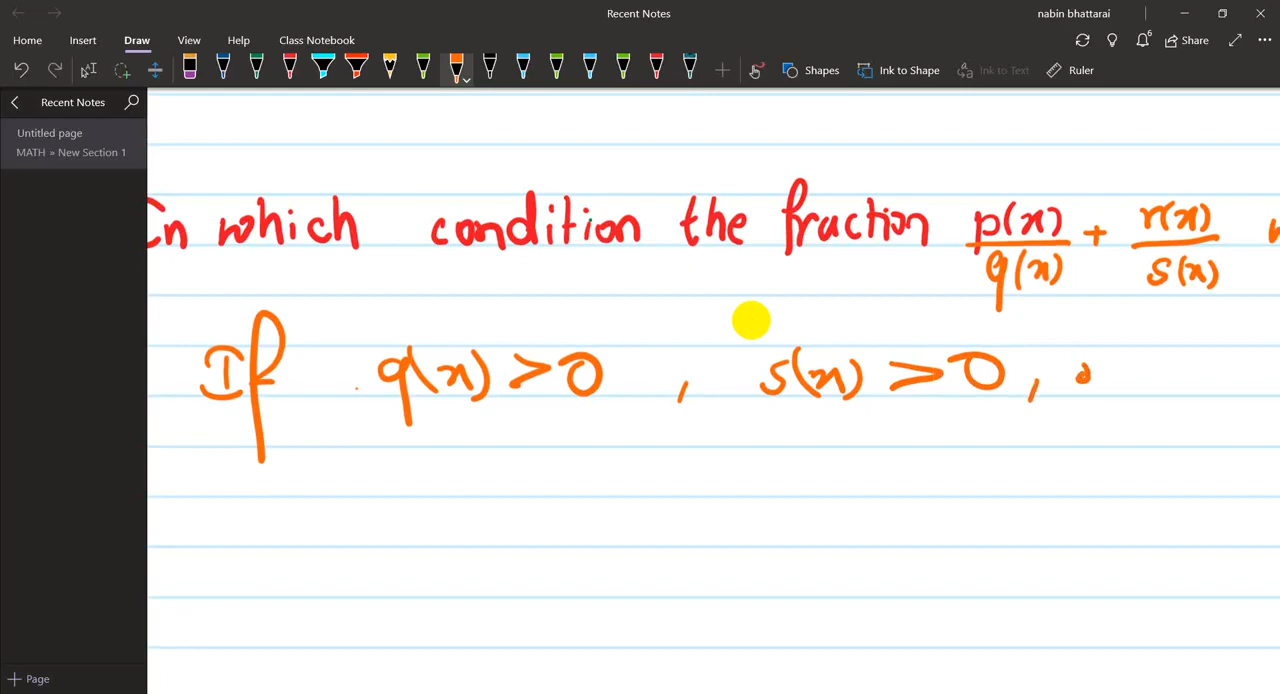 Recent Notes
nabin bhattarai
Home Insert Draw View Help Class Notebook
6
Share
Shapes Ink to Shape Ink to Text Ruler
Recent Notes
Untitled page
MATH > New Section 1
In which condition the fraction p(x)/q(x) + r(x)/s(x)
If q(x) > 0 , s(x) > 0 ,
Page